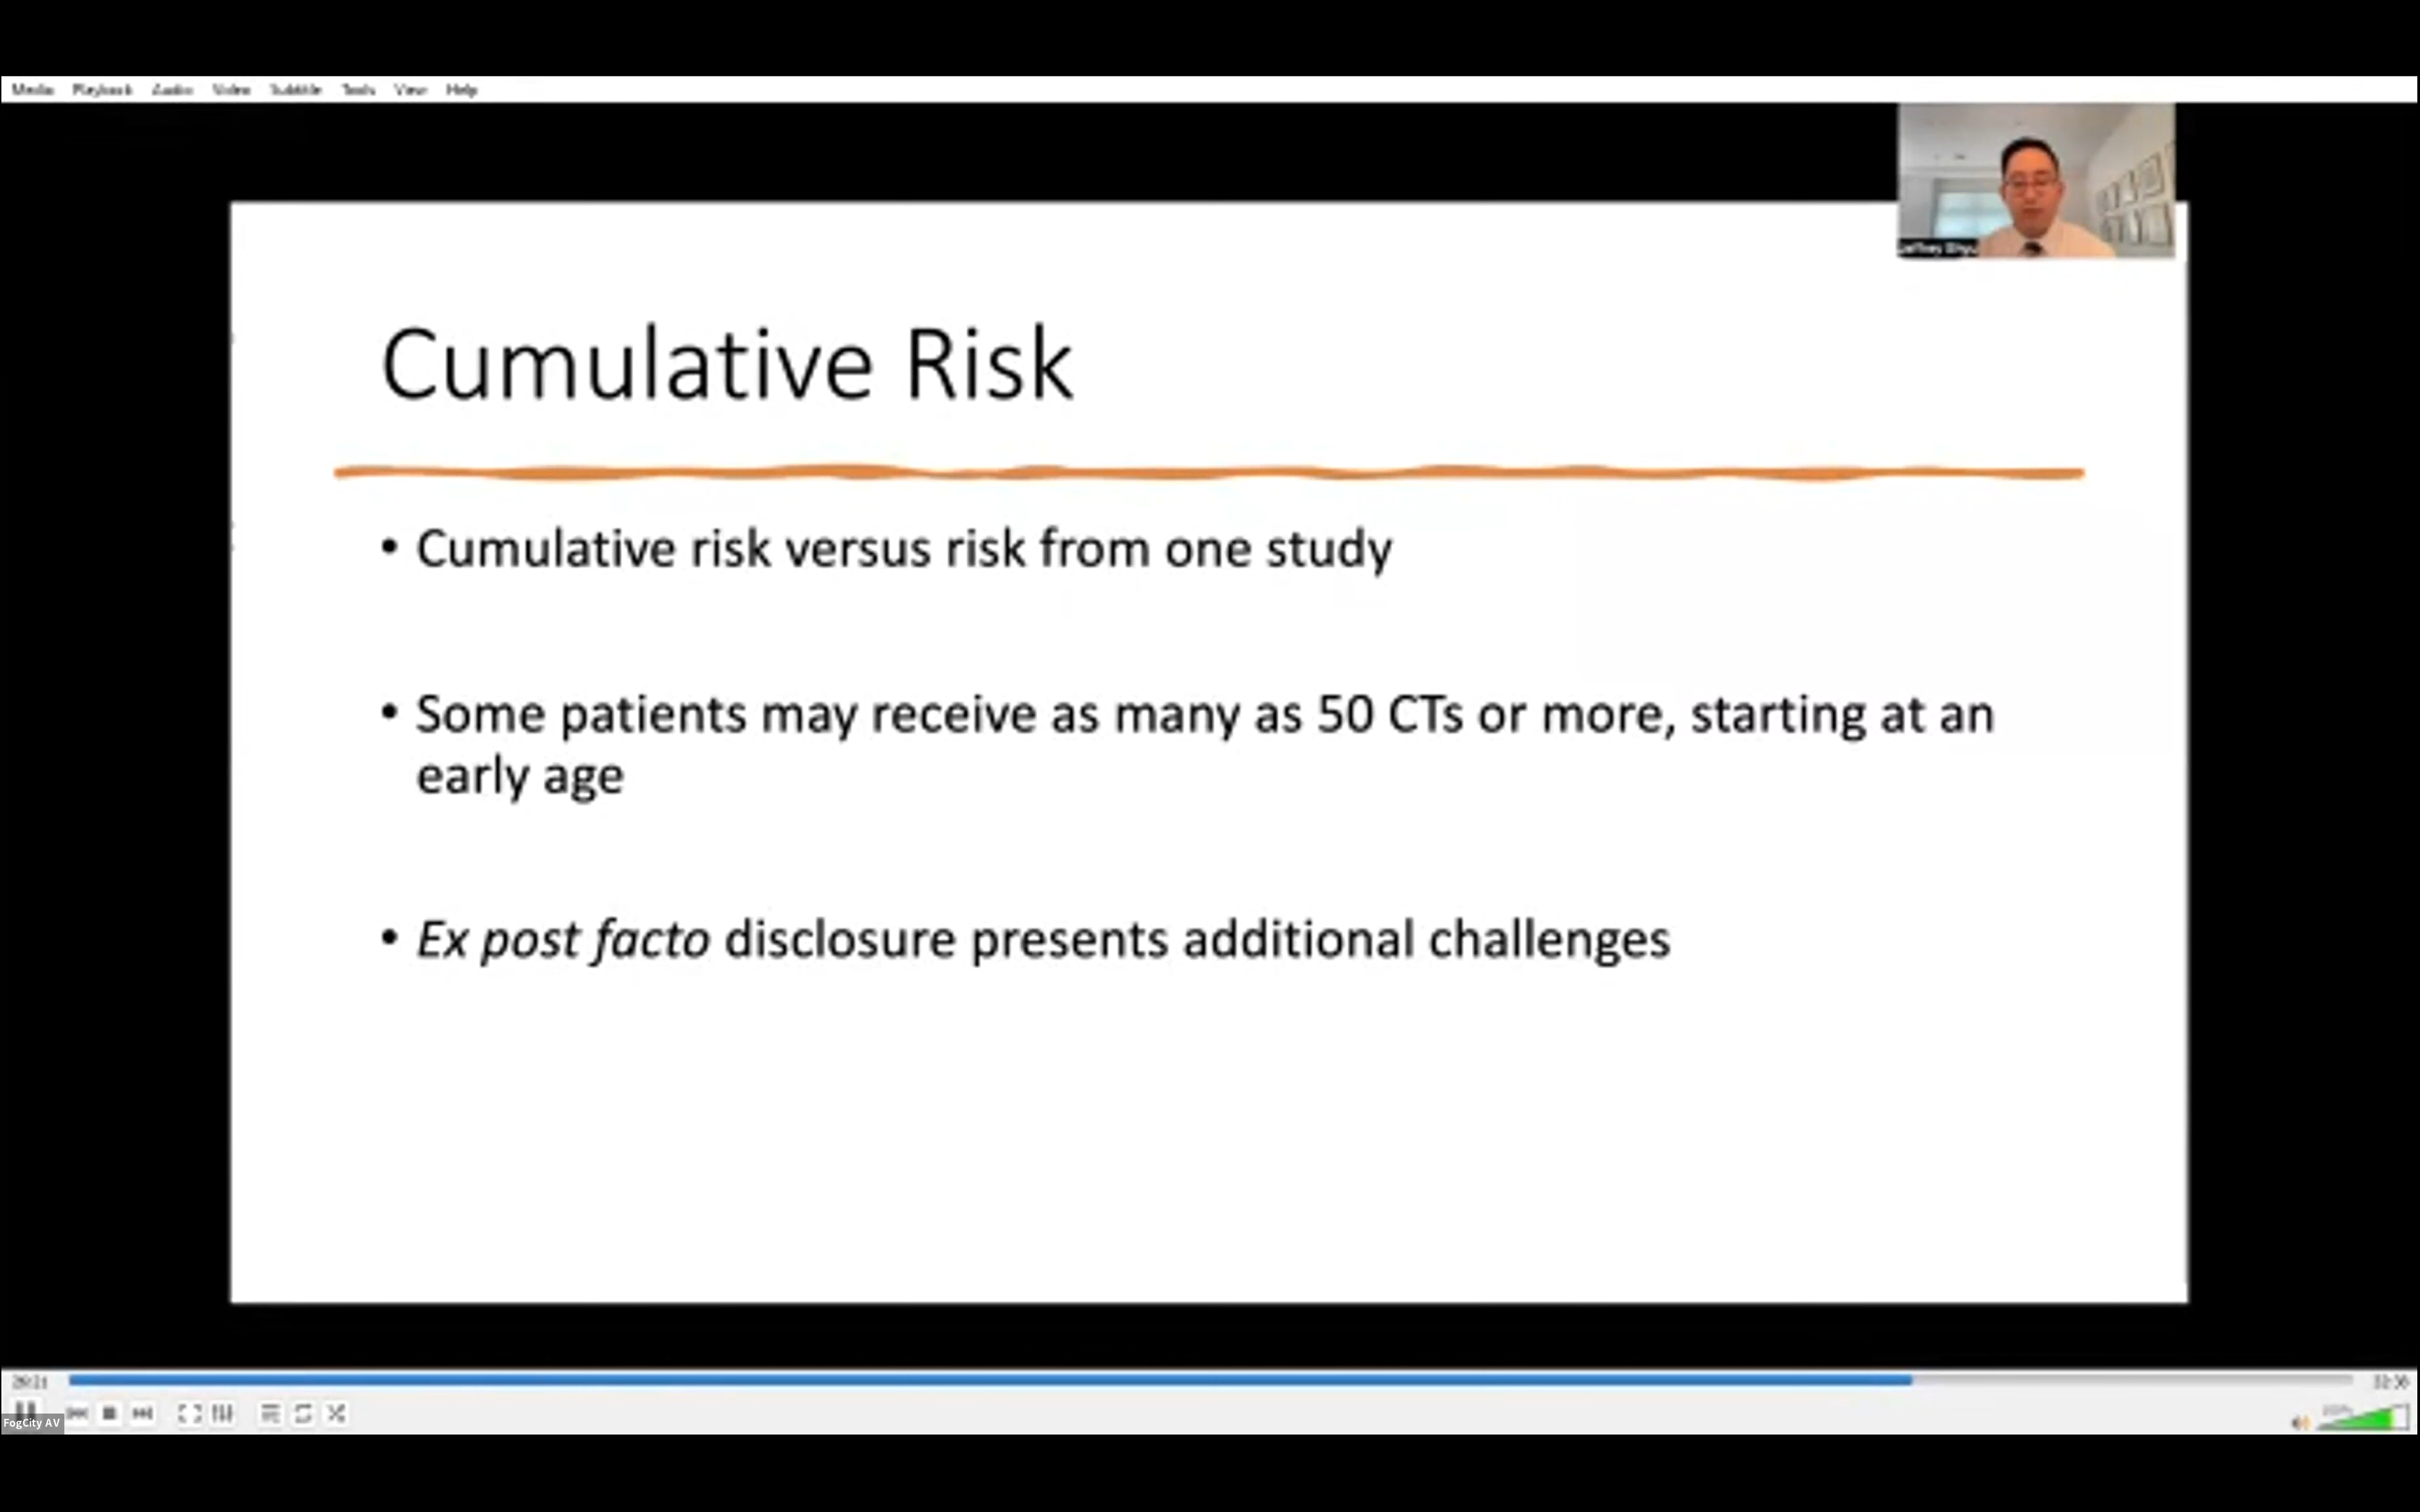 Media Playback Audio Video Subtitle Tools View Help
Cumulative Risk
• Cumulative risk versus risk from one study
• Some patients may receive as many as 50 CTs or more, starting at an
early age
• Ex post facto disclosure presents additional challenges
FogCity AV